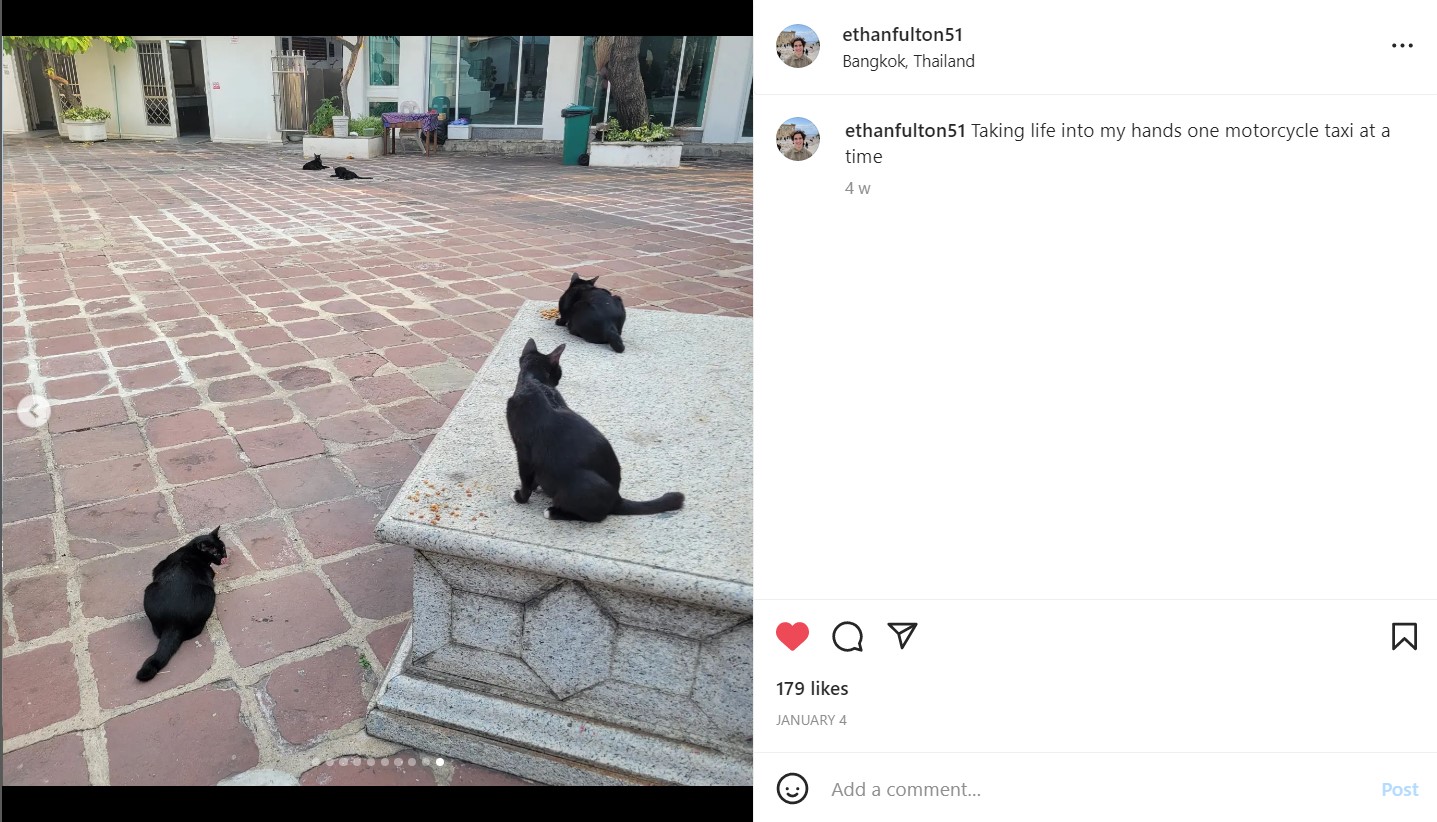 ethanfulton51
Bangkok, Thailand
ethanfulton51 Taking life into my hands one motorcycle taxi at a
time
4 w
179 likes
JANUARY 4
Add a comment...
Post